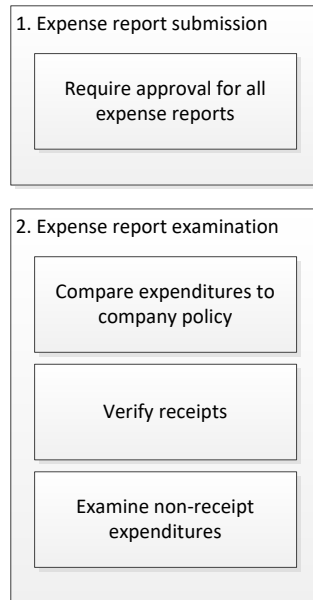 1. Expense report submission
Require approval for all
expense reports
2. Expense report examination
Compare expenditures to
company policy
Verify receipts
Examine non-receipt
expenditures